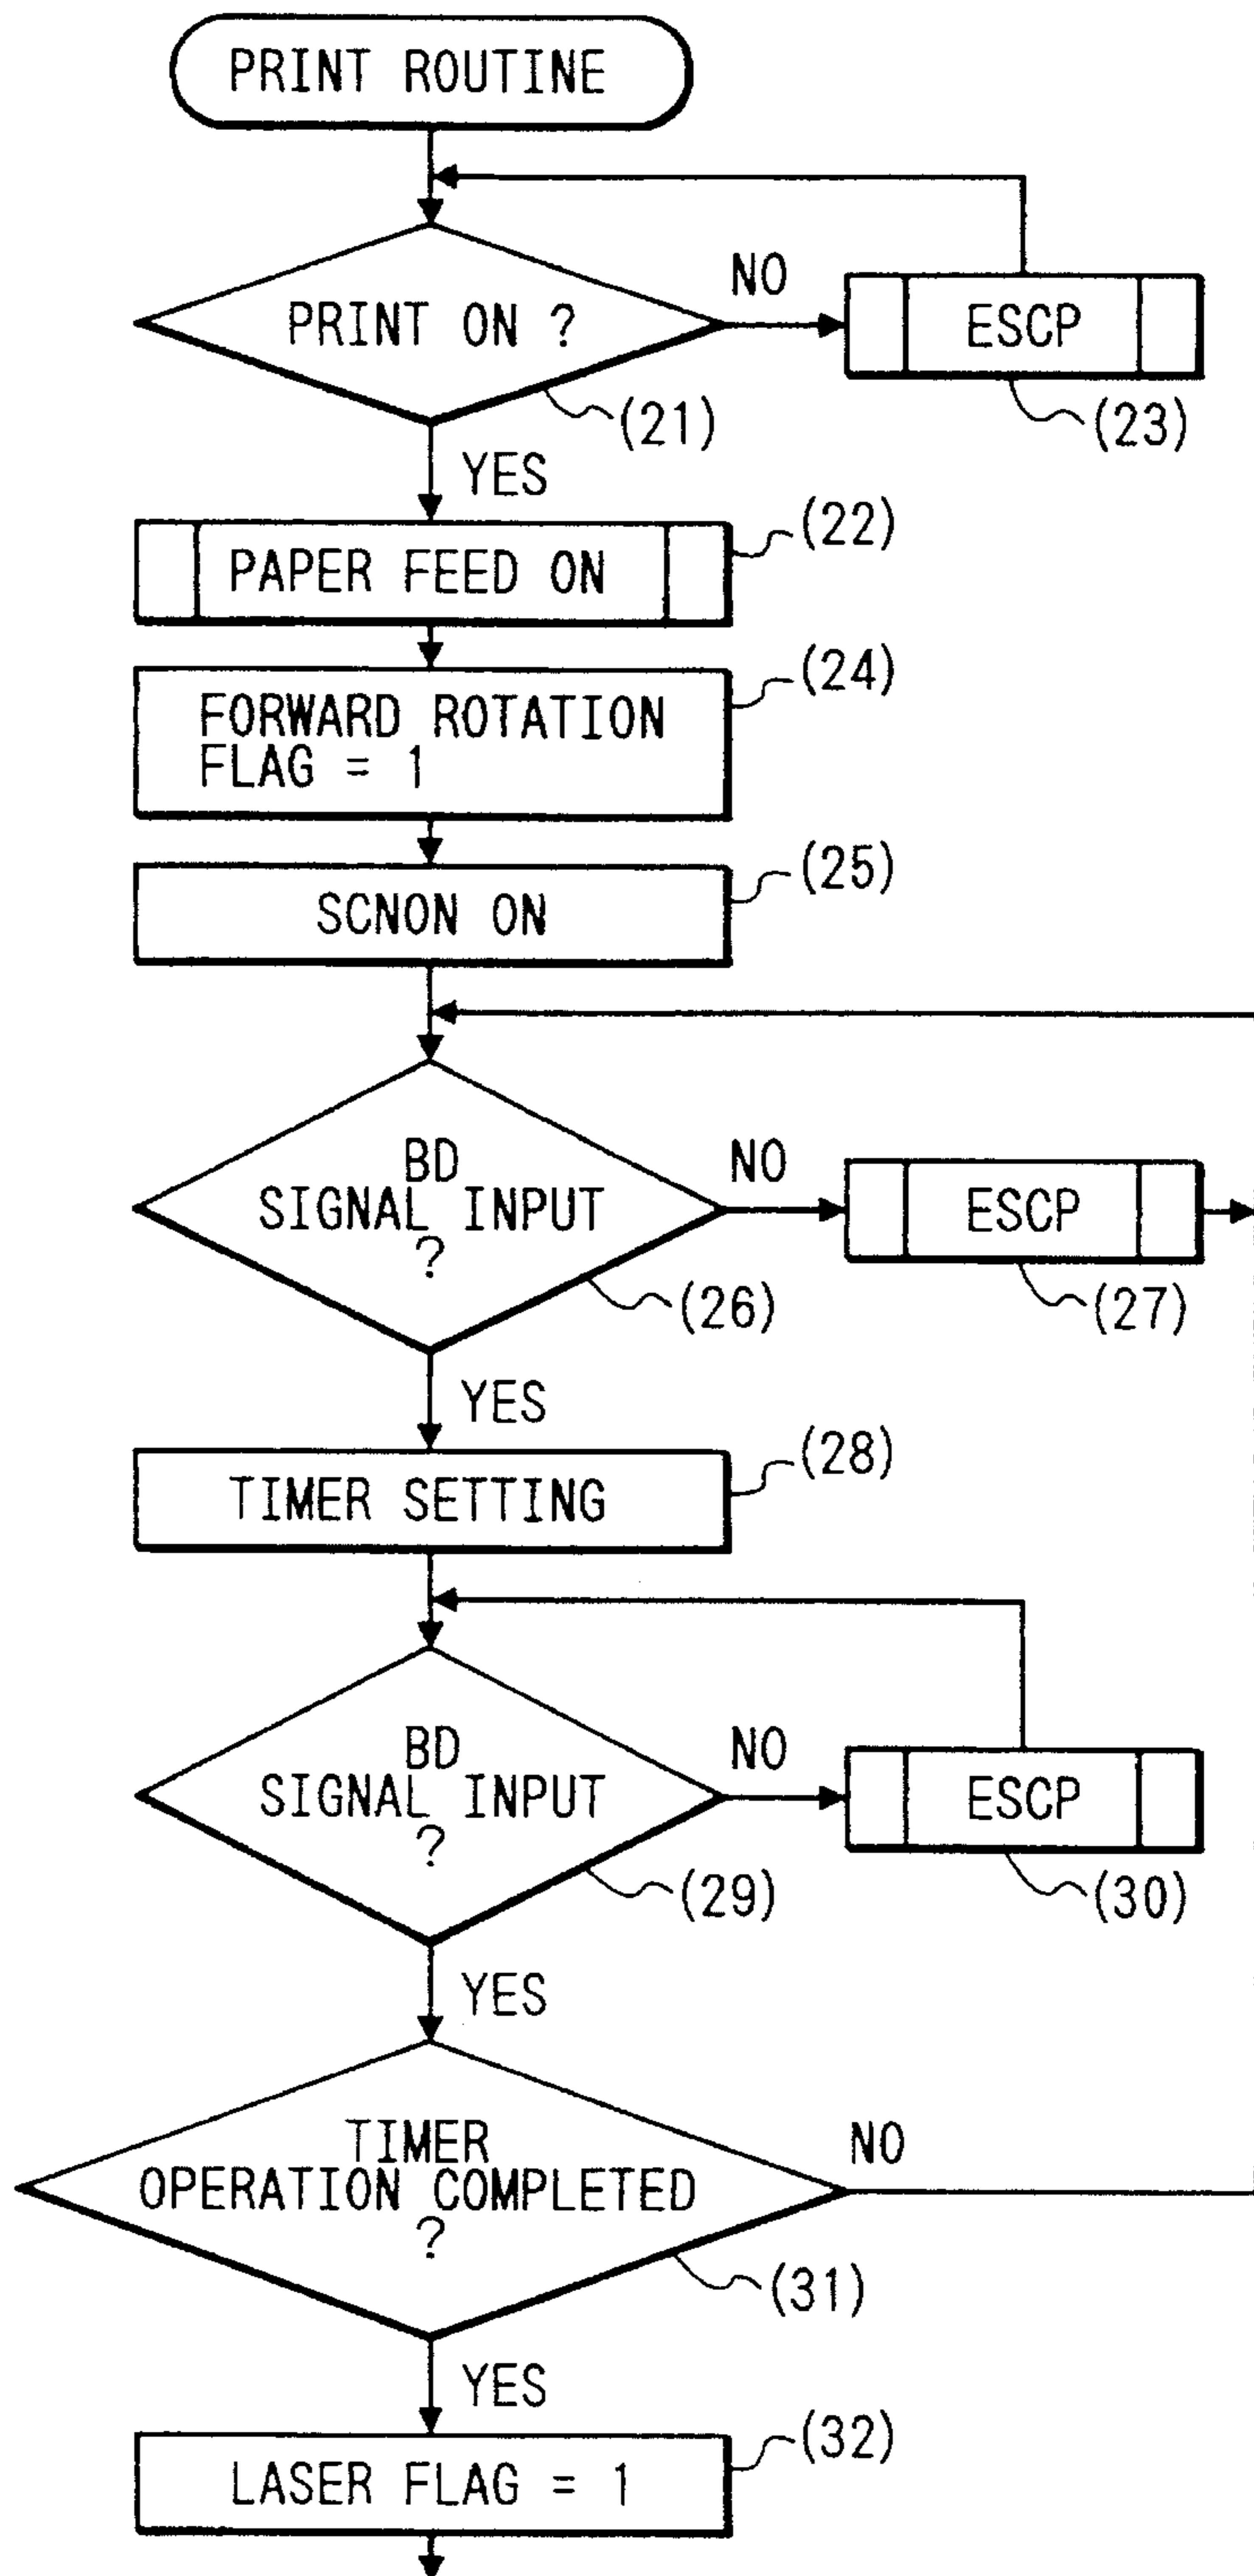 PRINT ROUTINE
PRINT ON ?
NO
ESCP
(21)
(23)
YES
PAPER FEED ON
(22)
FORWARD ROTATION
FLAG = 1
(24)
SCNON ON
(25)
BD
SIGNAL INPUT
?
NO
ESCP
(26)
(27)
YES
TIMER SETTING
(28)
BD
SIGNAL INPUT
?
NO
ESCP
(29)
(30)
YES
TIMER
OPERATION COMPLETED
?
NO
(31)
YES
LASER FLAG = 1
(32)